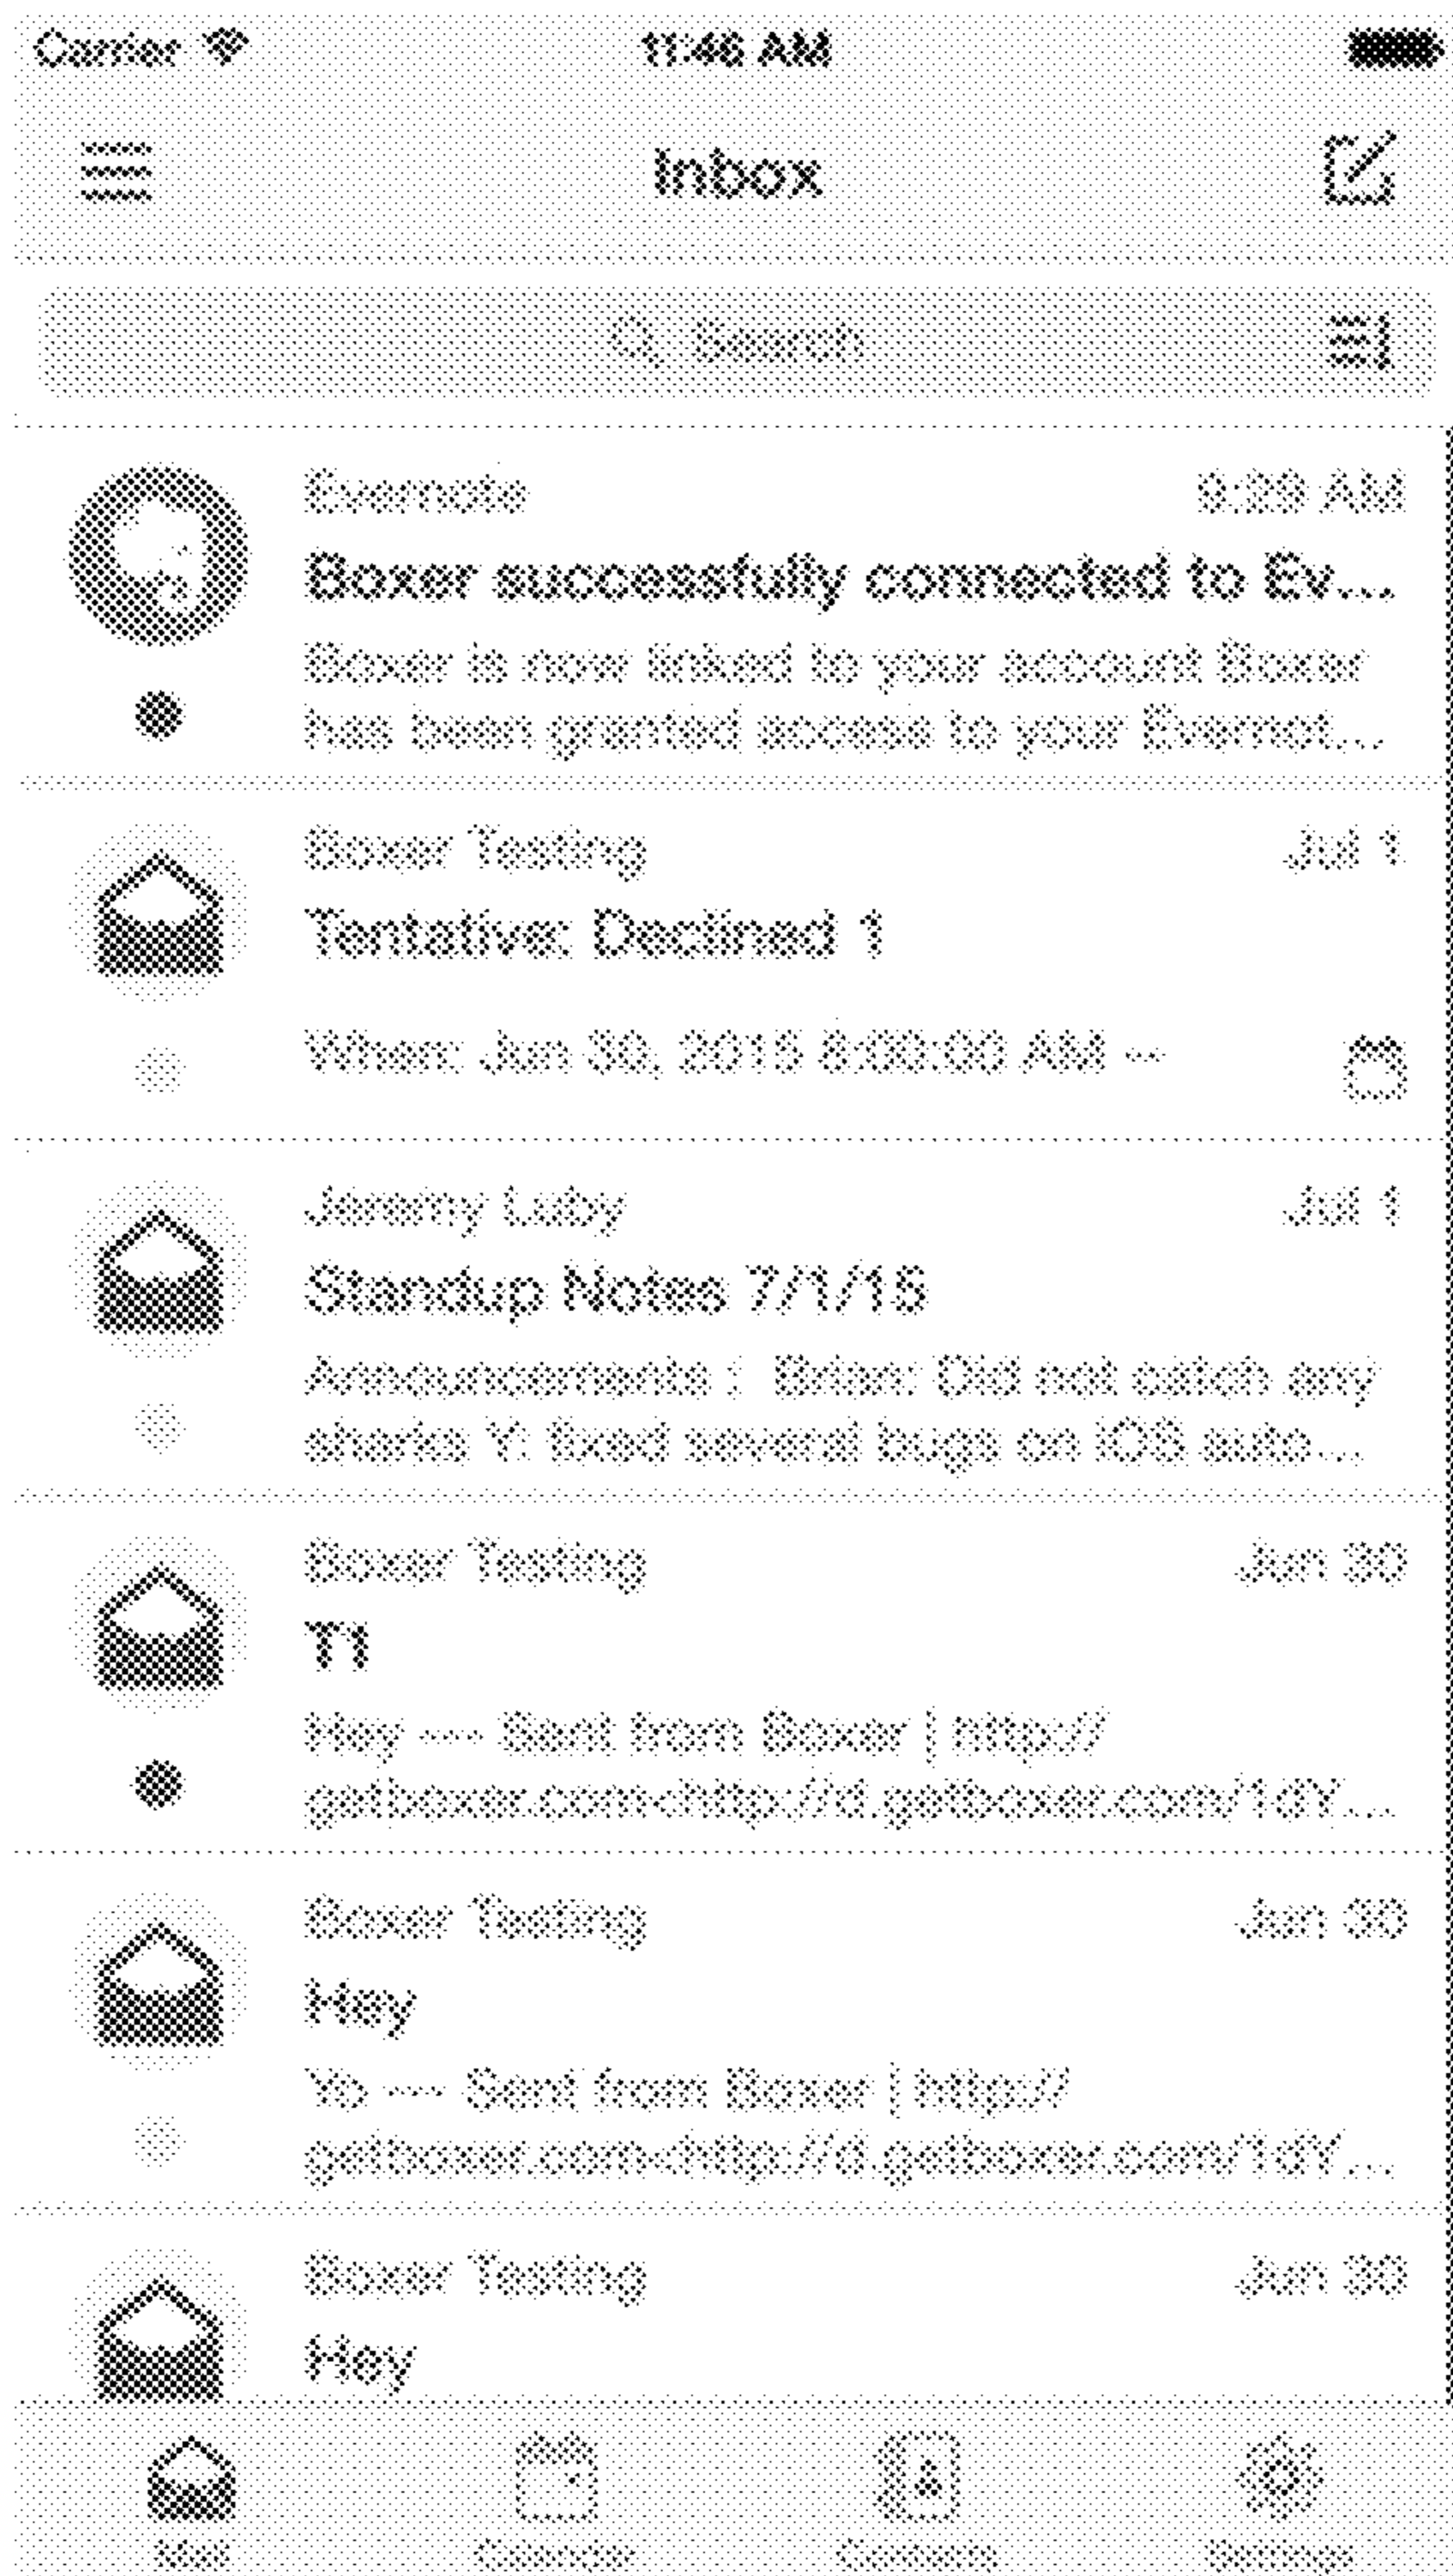 Carrier 11:46 AM
Inbox
Search
Evernote 9:29 AM
Boxer successfully connected to Ev...
Boxer is now linked to your account Boxer
has been granted access to your Evernot...
Boxer Testing Jul 1
Tentative: Declined 1
When: Jun 30, 2015 8:00:00 AM --
Jeremy Luby Jul 1
Standup Notes 7/1/15
Announcements : Brian: Did not catch any
sharks Y: fixed several bugs on iOS auto...
Boxer Testing Jun 30
T1
Hey --- Sent from Boxer | http://
getboxer.com<http://d.getboxer.com/1dY...
Boxer Testing Jun 30
Hey
Yo --- Sent from Boxer | http://
getboxer.com<http://d.getboxer.com/1dY...
Boxer Testing Jun 30
Hey
Mail Calendar Contacts Settings